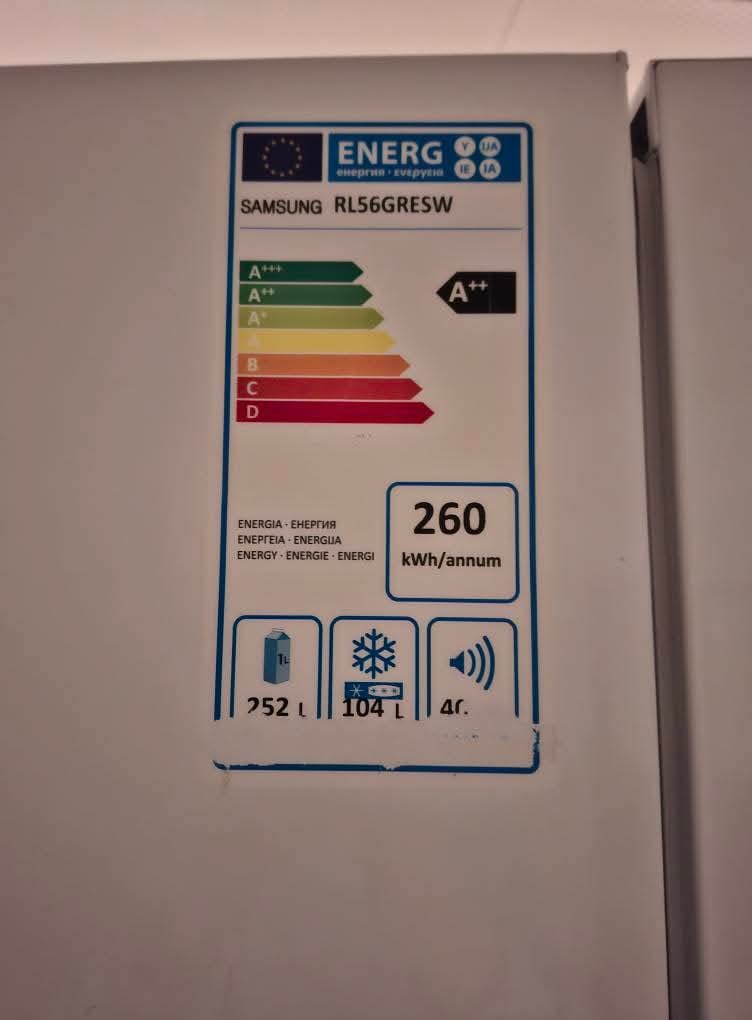 ENERG Y IJA
енергия · ενεργεια IE IA
SAMSUNG RL56GRESW
A+++
A++
A++
A+
A
B
C
D
260
kWh/annum
ENERGIA · ЕНЕРГИЯ
ΕΝΕΡΓΕΙΑ · ENERGIJA
ENERGY · ENERGIE · ENERGI
1L
252 L
104 L